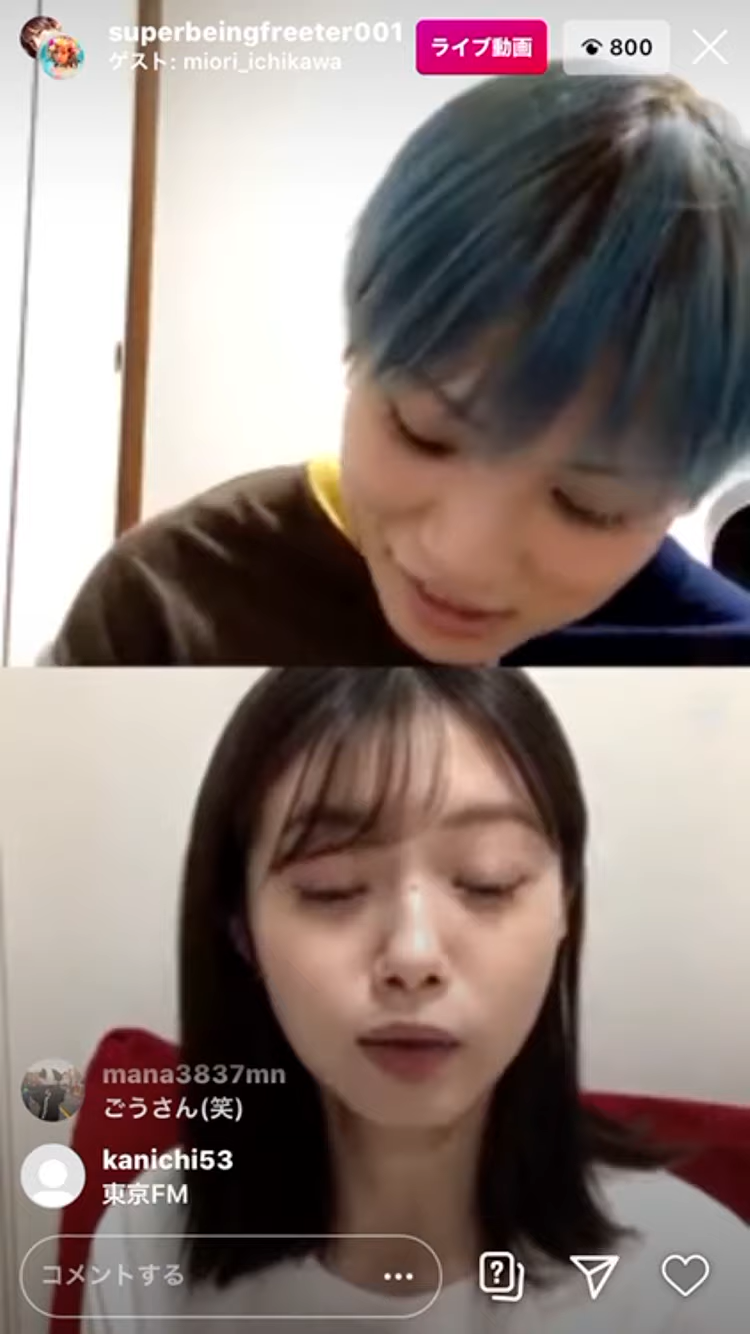 superbeingfreeter001
ゲスト: miori_ichikawa
ライブ動画
800
mana3837mn
ごうさん(笑)
kanichi53
東京FM
コメントする